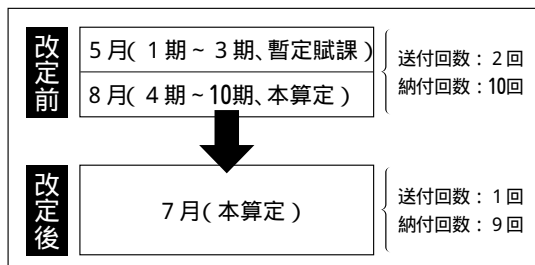 改定前
5月(1期~3期、暫定賦課)
8月(4期~10期、本算定)
送付回数:2回
納付回数:10回
改定後
7月(本算定)
送付回数:1回
納付回数:9回